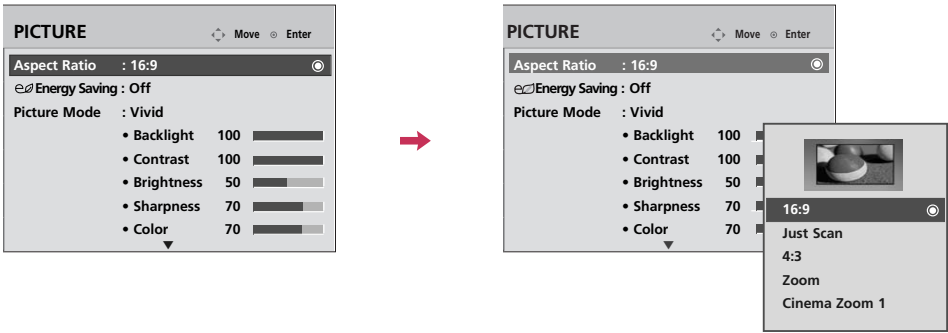 PICTURE Move Enter
Aspect Ratio : 16:9
Energy Saving : Off
Picture Mode : Vivid
• Backlight 100
• Contrast 100
• Brightness 50
• Sharpness 70
• Color 70
PICTURE Move Enter
Aspect Ratio : 16:9
Energy Saving : Off
Picture Mode : Vivid
• Backlight 100
• Contrast 100
• Brightness 50
• Sharpness 70
• Color 70
16:9
Just Scan
4:3
Zoom
Cinema Zoom 1